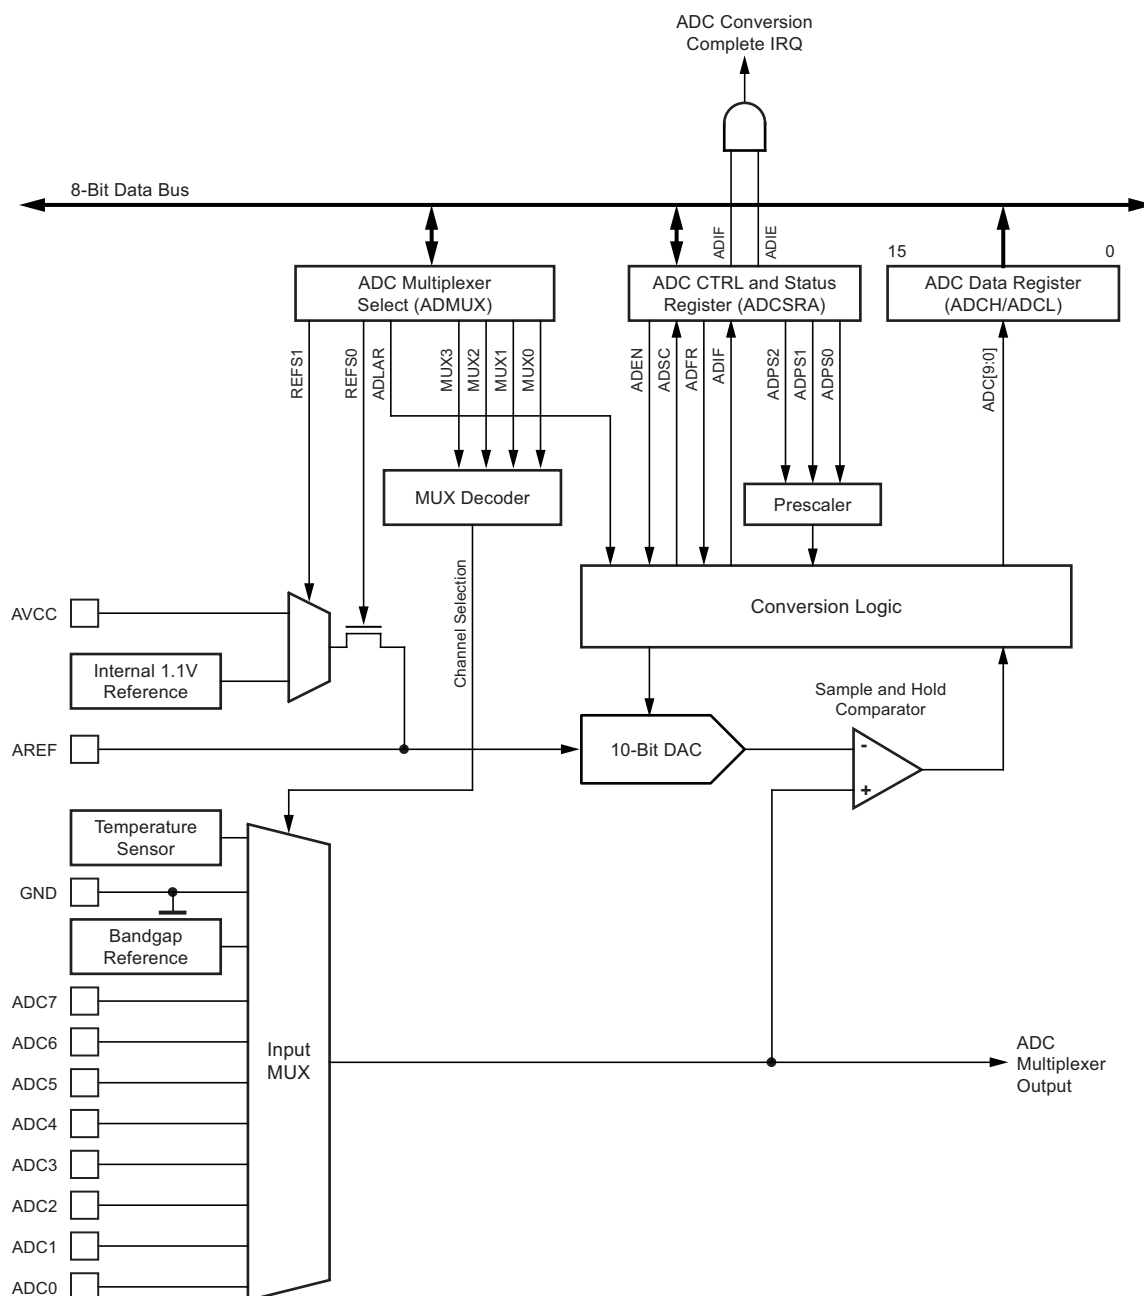 ADC Conversion
Complete IRQ
8-Bit Data Bus
ADIF
ADIE
15
0
ADC Multiplexer
Select (ADMUX)
ADC CTRL and Status
Register (ADCSRA)
ADC Data Register
(ADCH/ADCL)
REFS1
REFS0
ADLAR
MUX3
MUX2
MUX1
MUX0
ADEN
ADSC
ADFR
ADIF
ADPS2
ADPS1
ADPS0
ADC[9:0]
MUX Decoder
Prescaler
Channel Selection
Conversion Logic
AVCC
Internal 1.1V
Reference
Sample and Hold
Comparator
AREF
10-Bit DAC
-
+
Temperature
Sensor
GND
Bandgap
Reference
ADC7
ADC6
ADC5
ADC4
ADC3
ADC2
ADC1
ADC0
Input
MUX
ADC
Multiplexer
Output